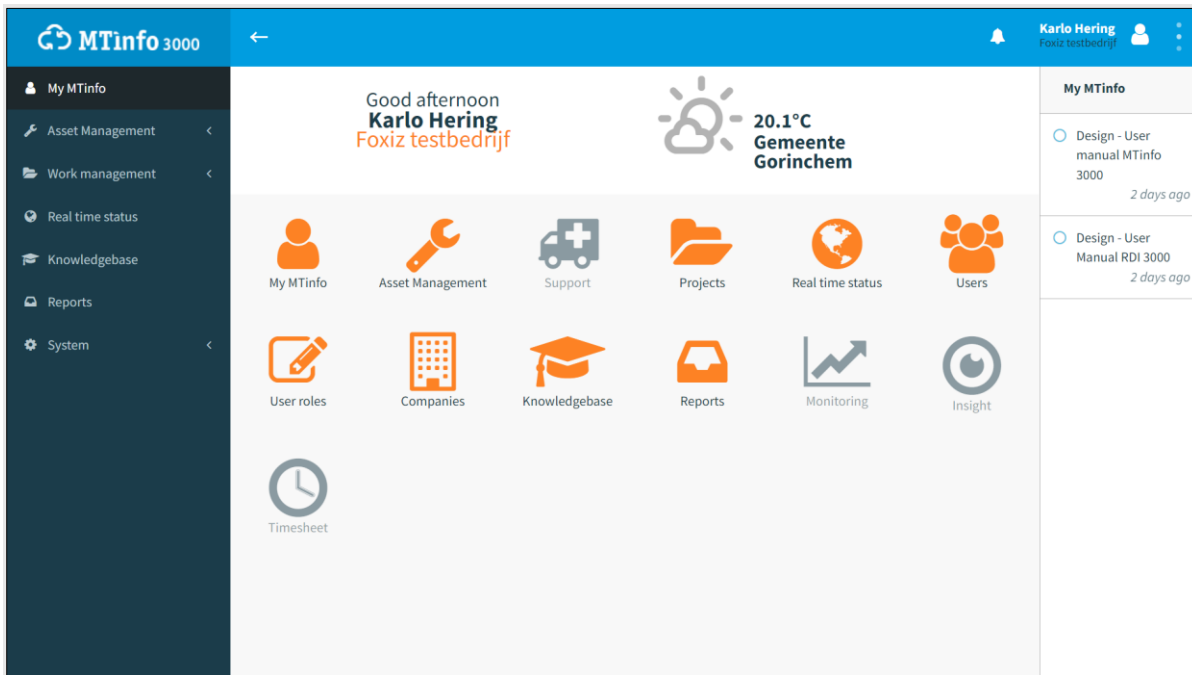 MTinfo 3000
Karlo Hering
Foxiz testbedrijf
My MTinfo
Asset Management
Work management
Real time status
Knowledgebase
Reports
System
Good afternoon
Karlo Hering
Foxiz testbedrijf
20.1°C
Gemeente
Gorinchem
My MTinfo
Asset Management
Support
Projects
Real time status
Users
User roles
Companies
Knowledgebase
Reports
Monitoring
Insight
Timesheet
My MTinfo
Design - User
manual MTinfo
3000
2 days ago
Design - User
Manual RDI 3000
2 days ago